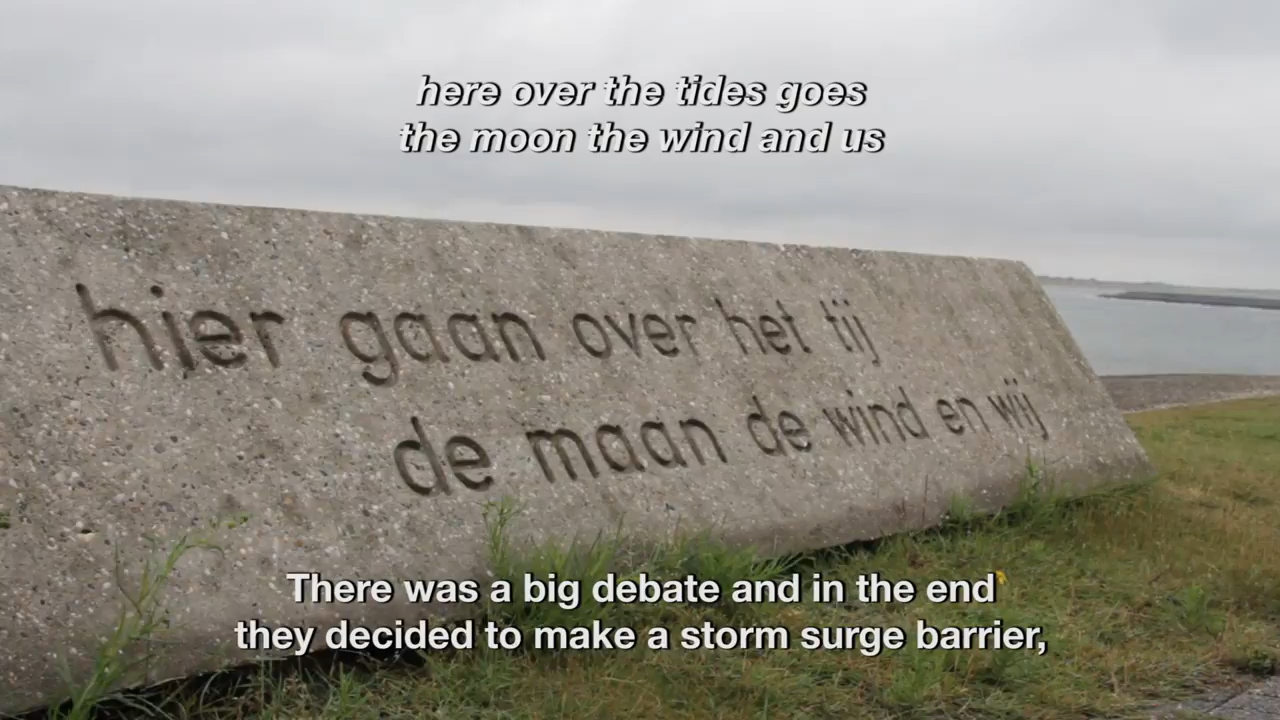 here over the tides goes
the moon the wind and us
hier gaan over het tij
de maan de wind en wij
There was a big debate and in the end
they decided to make a storm surge barrier,